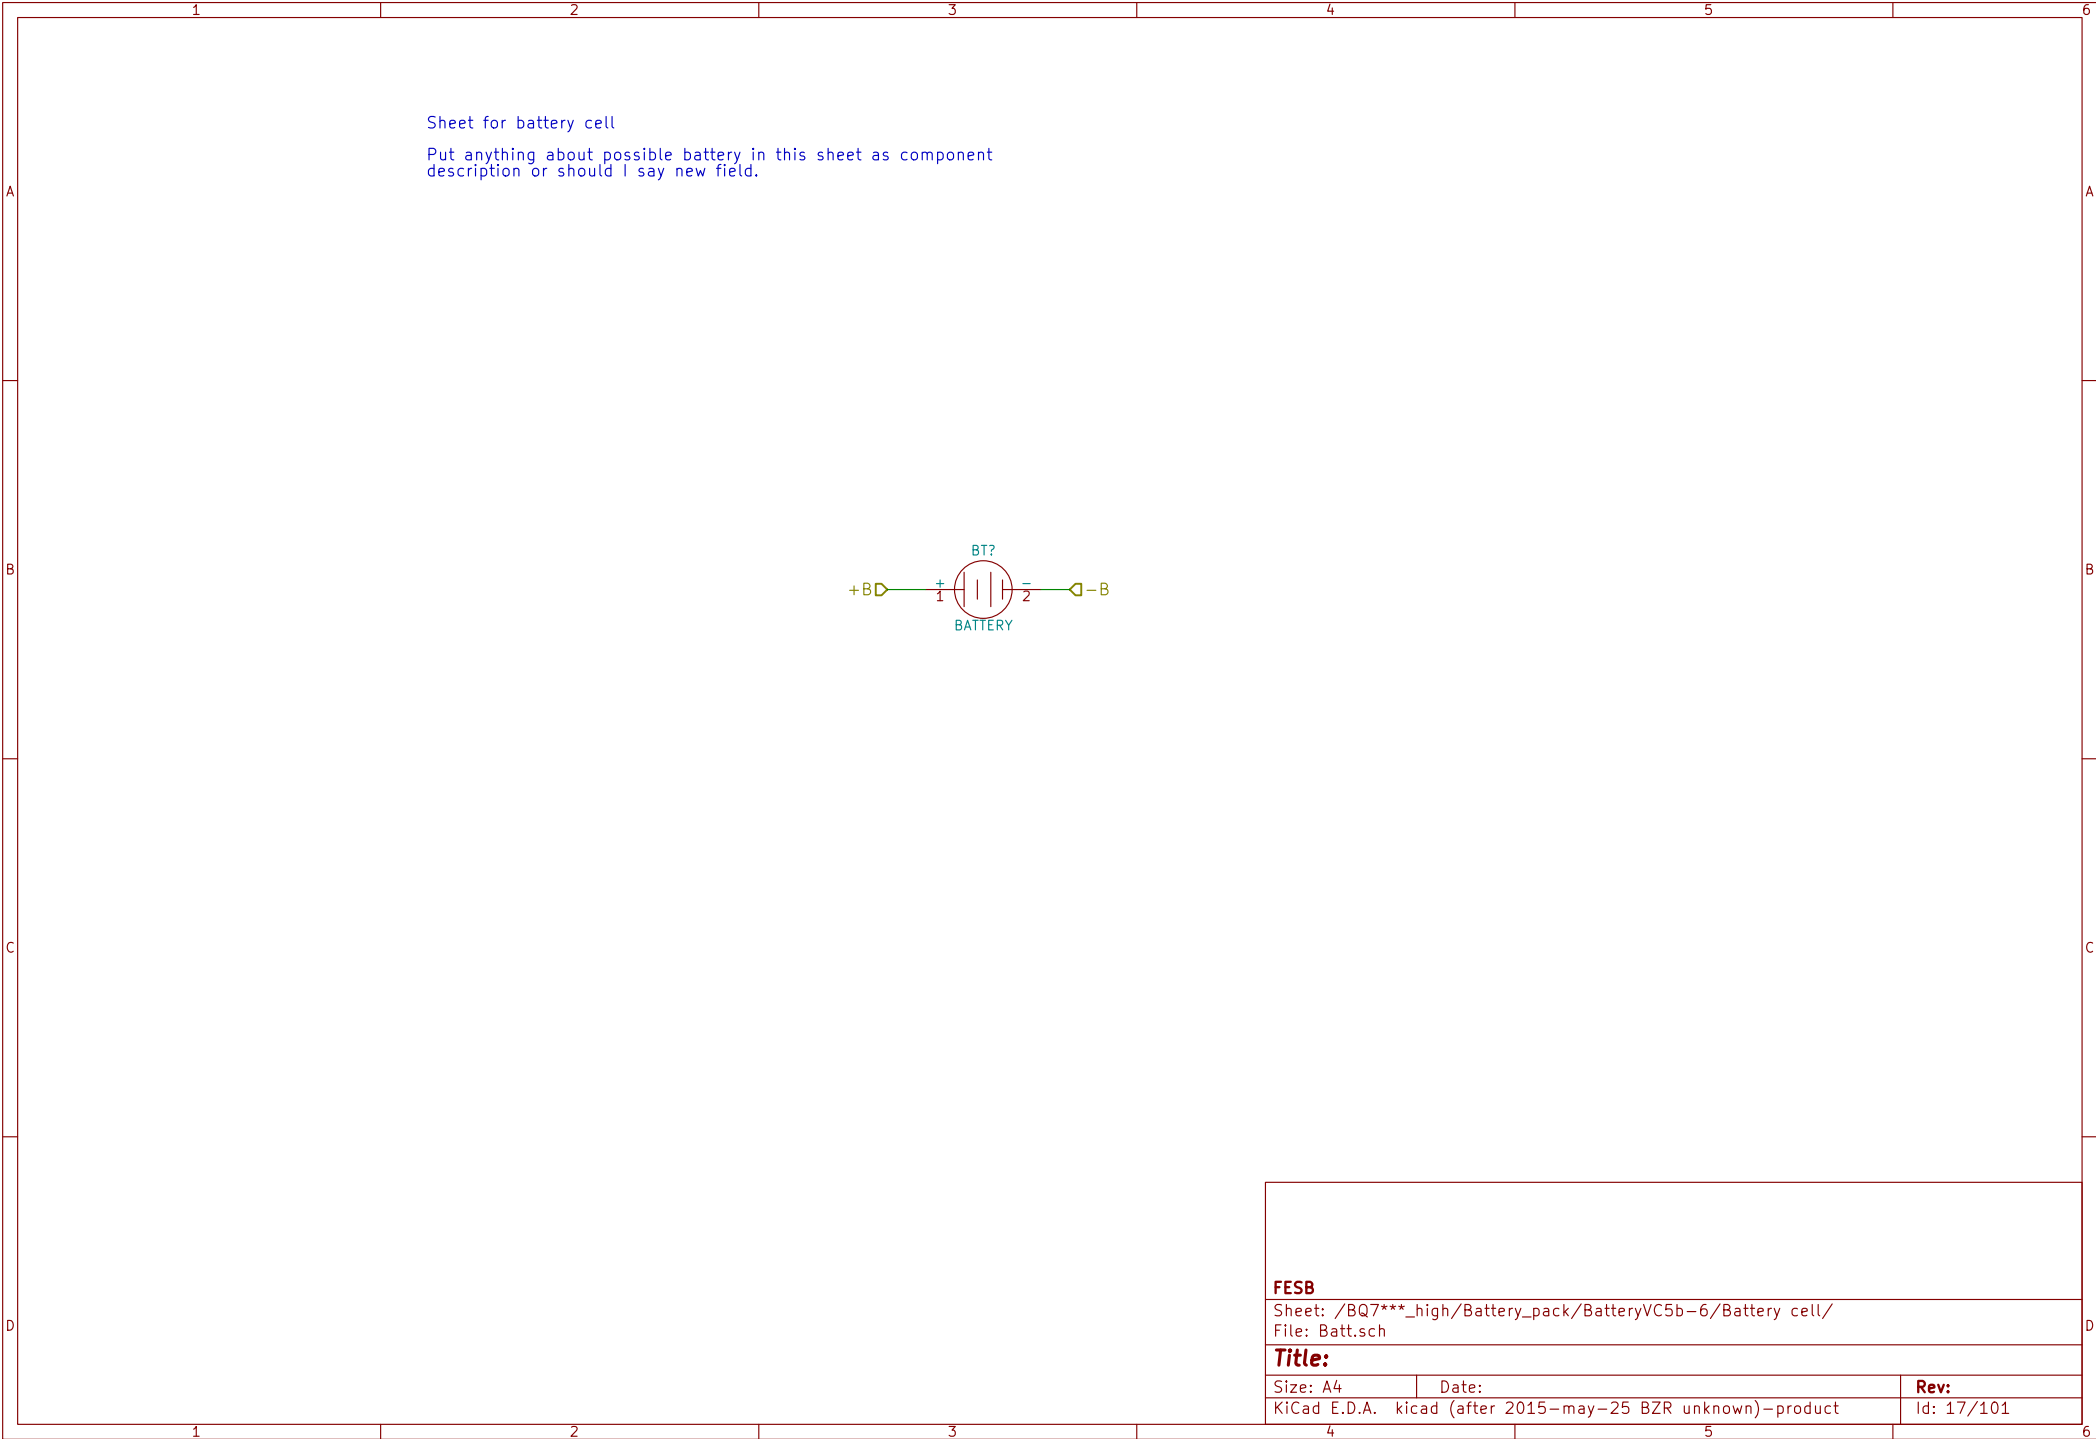 1 2 3 4 5 6
Sheet for battery cell
Put anything about possible battery in this sheet as component
description or should I say new field.
A A
BT?
B B
+B + 1 - 2 -B
BATTERY
C C
FESB
Sheet: /BQ7***_high/Battery_pack/BatteryVC5b-6/Battery cell/
D D
File: Batt.sch
Title:
Size: A4 Date: Rev:
KiCad E.D.A. kicad (after 2015-may-25 BZR unknown)-product Id: 17/101
1 2 3 4 5 6